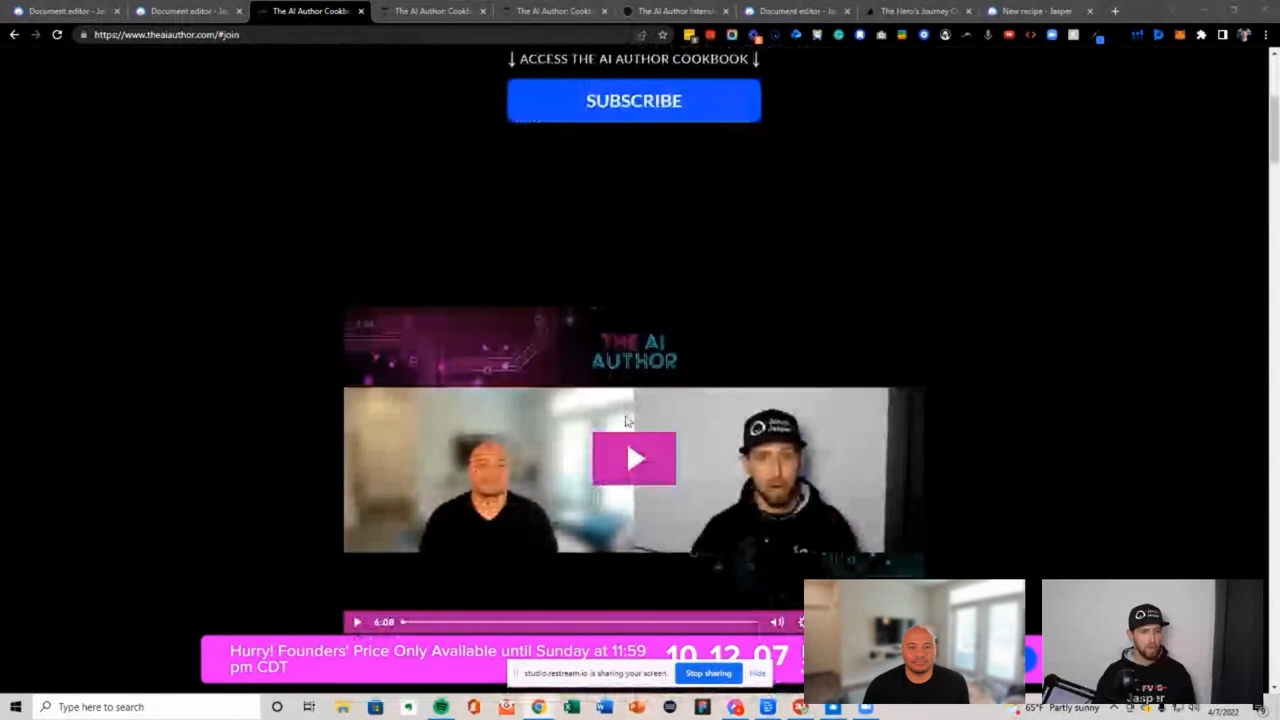 Document editor - Ja
Document editor - Ja
The AI Author Cookb
The AI Author: Cookb
The AI Author: Cookb
The AI Author Intensi
Document editor - Ja
The Hero's Journey C
New recipe - Jasper
https://www.theaiauthor.com/#join
↓ ACCESS THE AI AUTHOR COOKBOOK ↓
SUBSCRIBE
THE AI
AUTHOR
Jasper
6:08
Hurry! Founders' Price Only Available until Sunday at 11:59
pm CDT
10 12 07
studio.restream.io is sharing your screen.
Stop sharing
Hide
Jasper
Type here to search
65°F Partly sunny
4/7/2022